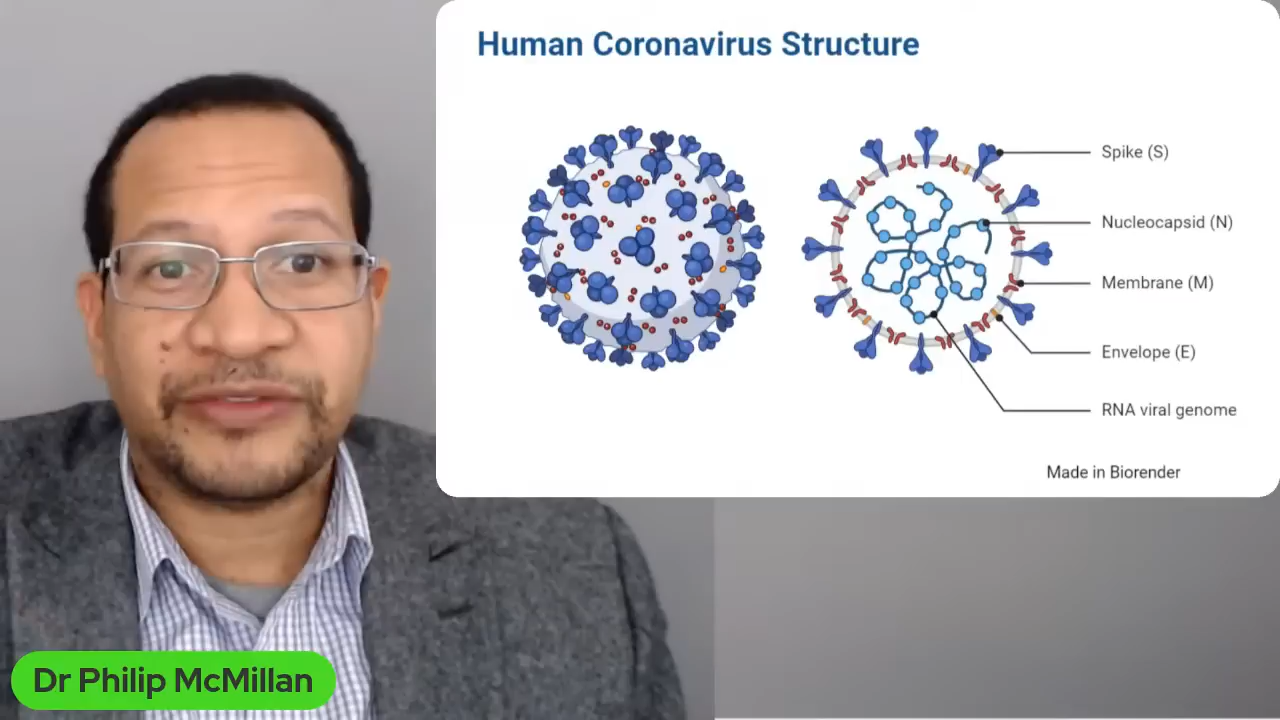 Human Coronavirus Structure
Spike (S)
Nucleocapsid (N)
Membrane (M)
Envelope (E)
RNA viral genome
Made in Biorender
Dr Philip McMillan